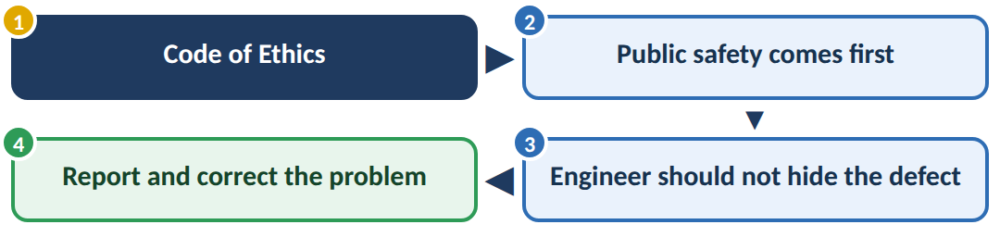 1
Code of Ethics
2
Public safety comes first
3
Engineer should not hide the defect
4
Report and correct the problem